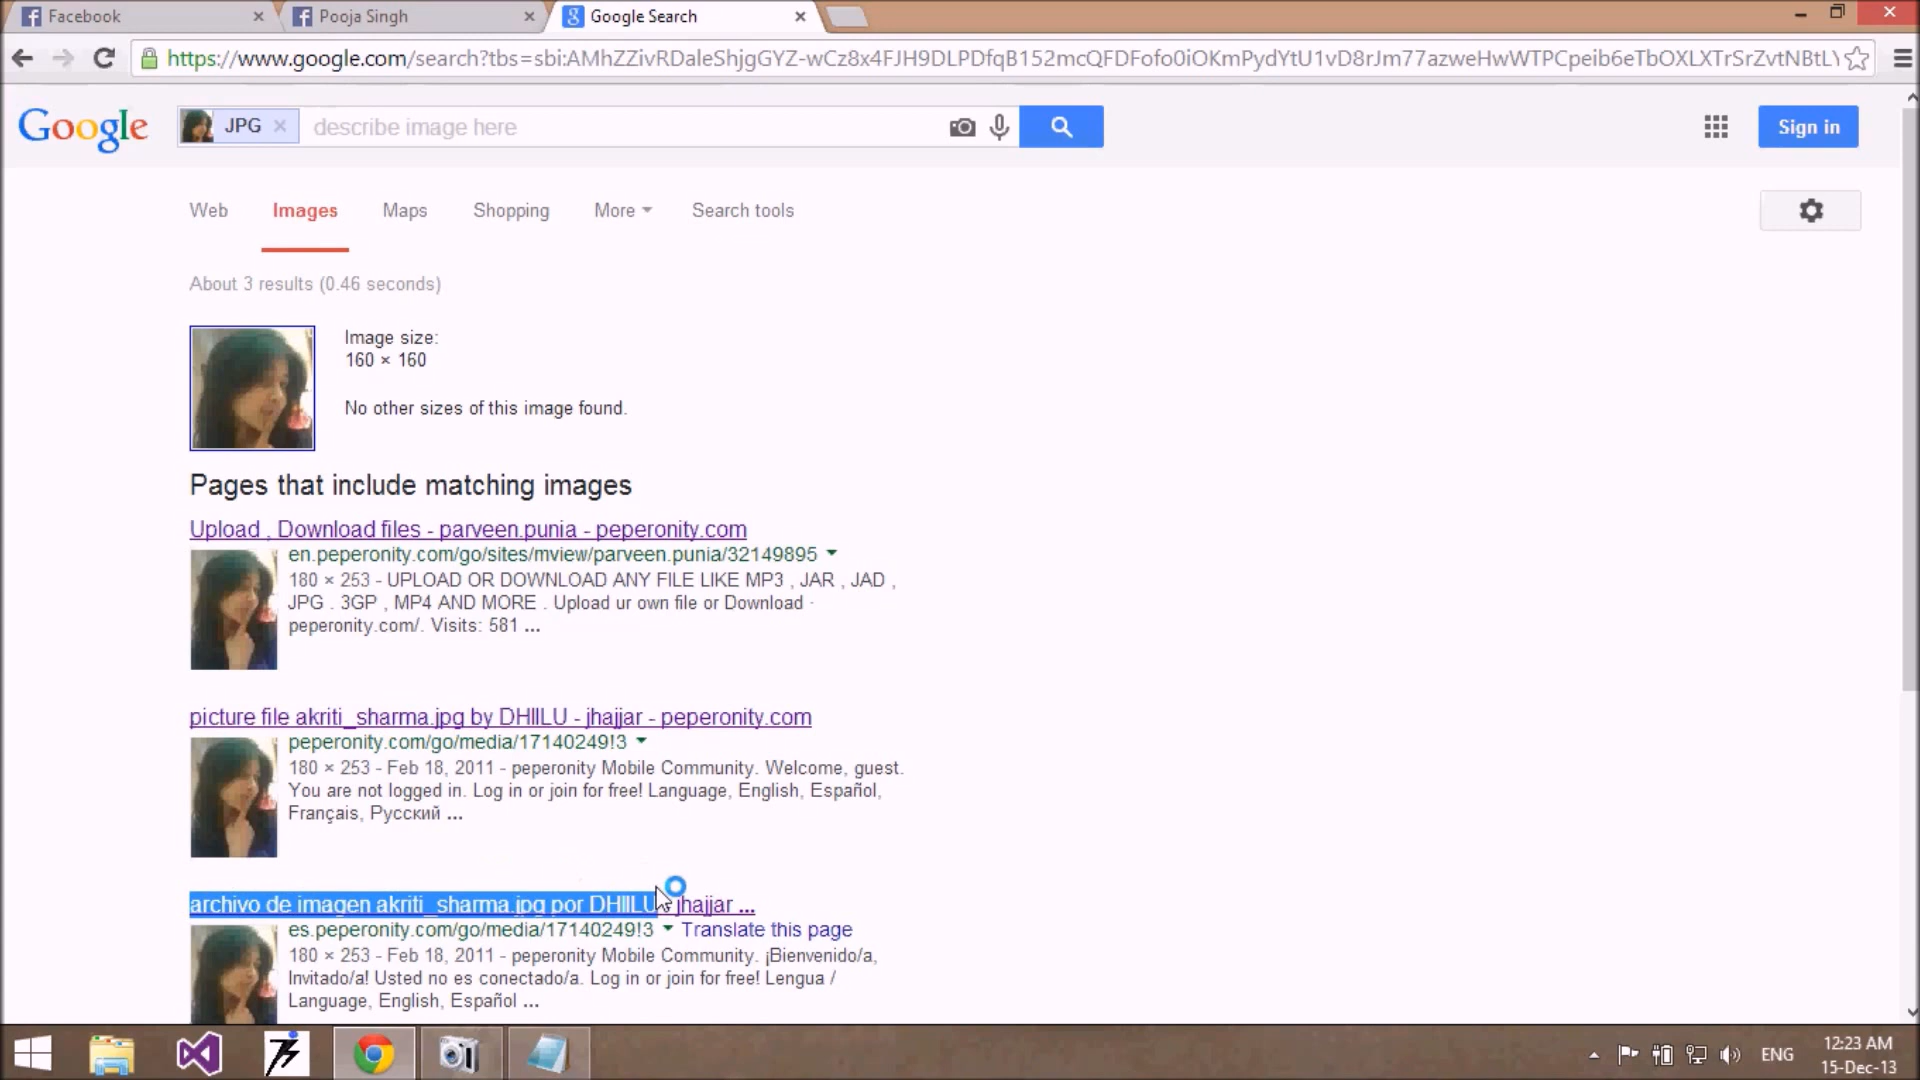 Facebook
Pooja Singh
Google Search
https://www.google.com/search?tbs=sbi:AMhZZivRDaleShjgGYZ-wCz8x4FJH9DLPDfqB152mcQFDFofo0iOKmPydYtU1vD8rJm77azweHwWTPCpeib6eTbOXLXTrSrZvtNBtL\
Google
JPG
describe image here
Sign in
Web Images Maps Shopping More Search tools
About 3 results (0.46 seconds)
Image size:
160 × 160
No other sizes of this image found.
Pages that include matching images
Upload , Download files - parveen.punia - peperonity.com
en.peperonity.com/go/sites/mview/parveen.punia/32149895
180 × 253 - UPLOAD OR DOWNLOAD ANY FILE LIKE MP3 , JAR , JAD ,
JPG . 3GP , MP4 AND MORE . Upload ur own file or Download ·
peperonity.com/. Visits: 581 ...
picture file akriti_sharma.jpg by DHIILU - jhajjar - peperonity.com
peperonity.com/go/media/17140249!3
180 × 253 - Feb 18, 2011 - peperonity Mobile Community. Welcome, guest.
You are not logged in. Log in or join for free! Language, English, Español,
Français, Русский ...
archivo de imagen akriti_sharma.jpg por DHIILU - jhajjar ...
es.peperonity.com/go/media/17140249!3 Translate this page
180 × 253 - Feb 18, 2011 - peperonity Mobile Community. ¡Bienvenido/a,
Invitado/a! Usted no es conectado/a. Log in or join for free! Lengua /
Language, English, Español ...
ENG
12:23 AM
15-Dec-13